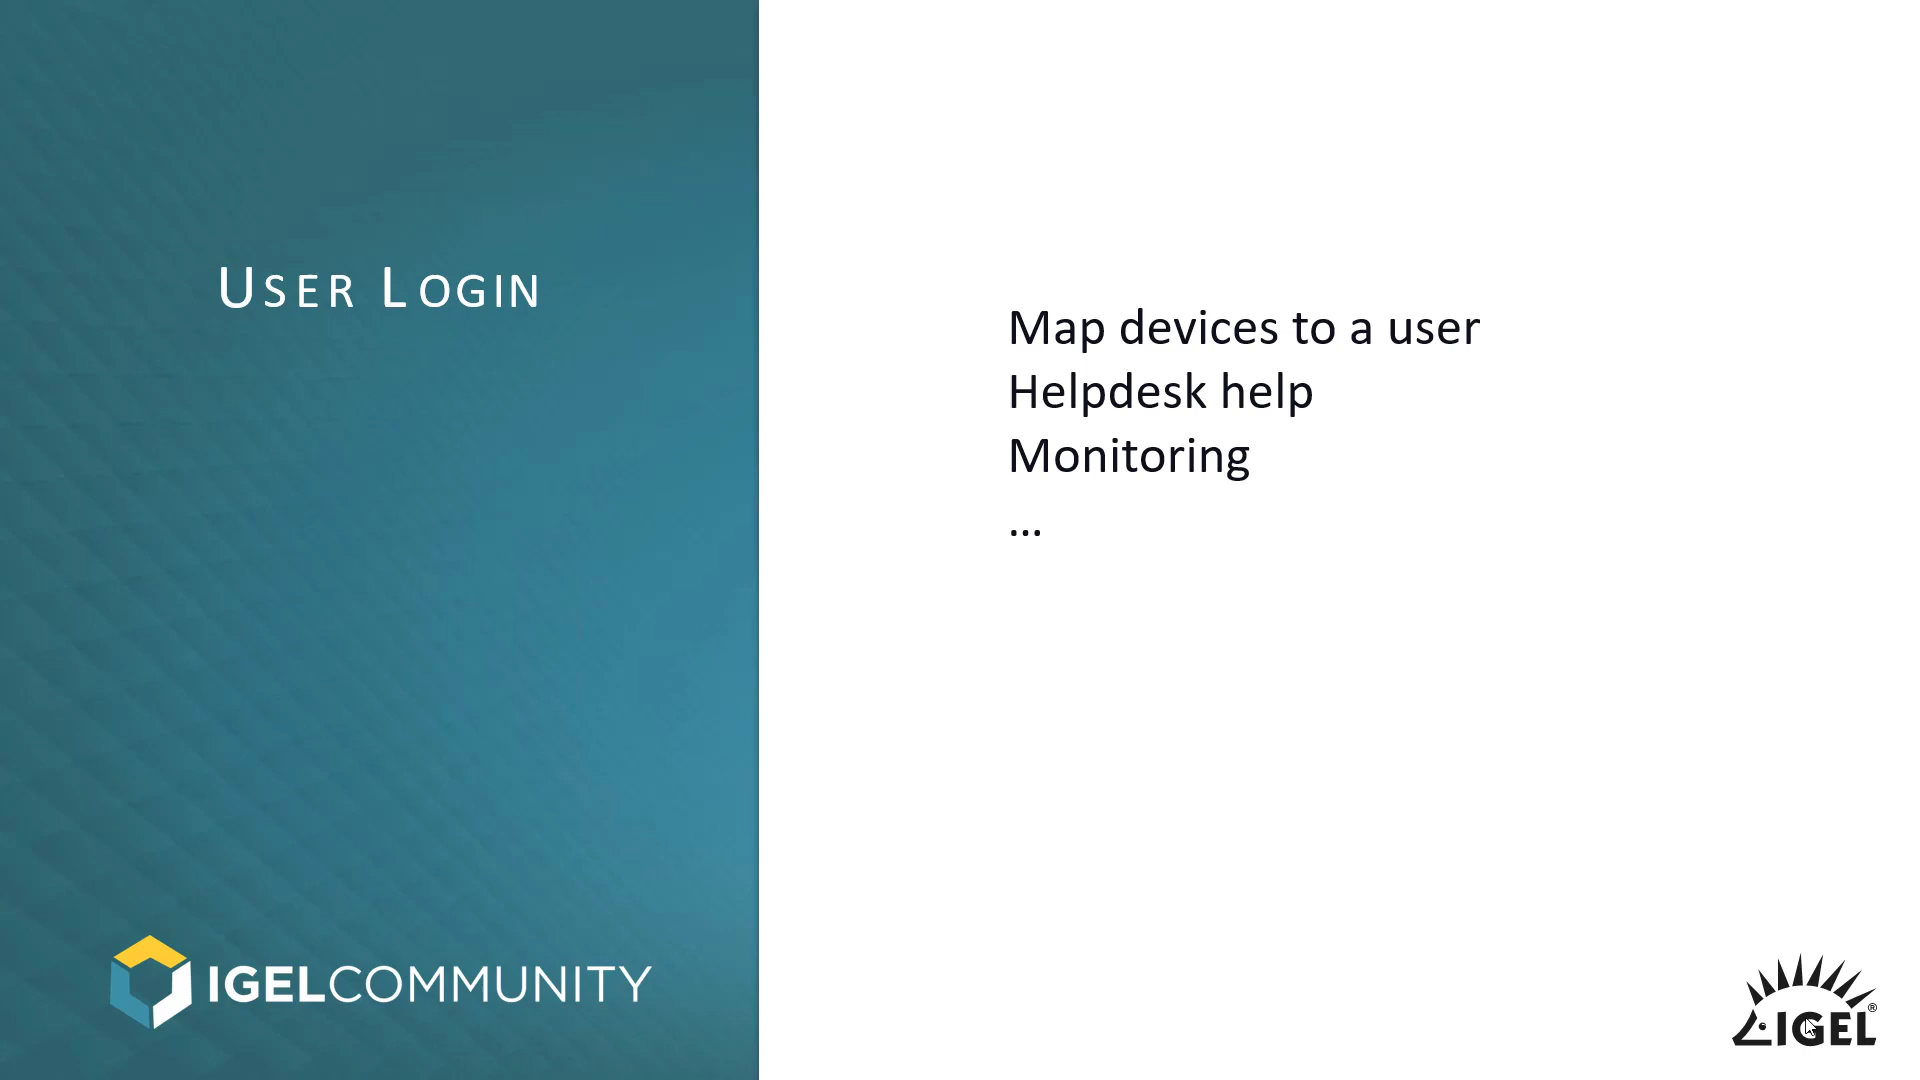 User Login
Map devices to a user
Helpdesk help
Monitoring
...
IGELCOMMUNITY
IGEL®